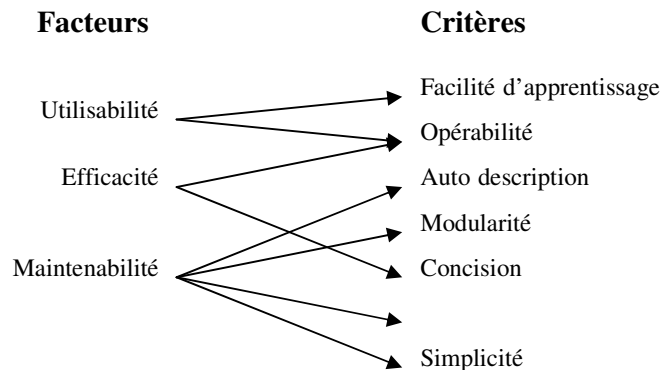 Facteurs
Critères
Utilisabilité
Efficacité
Maintenabilité
Facilité d'apprentissage
Opérabilité
Auto description
Modularité
Concision
Simplicité